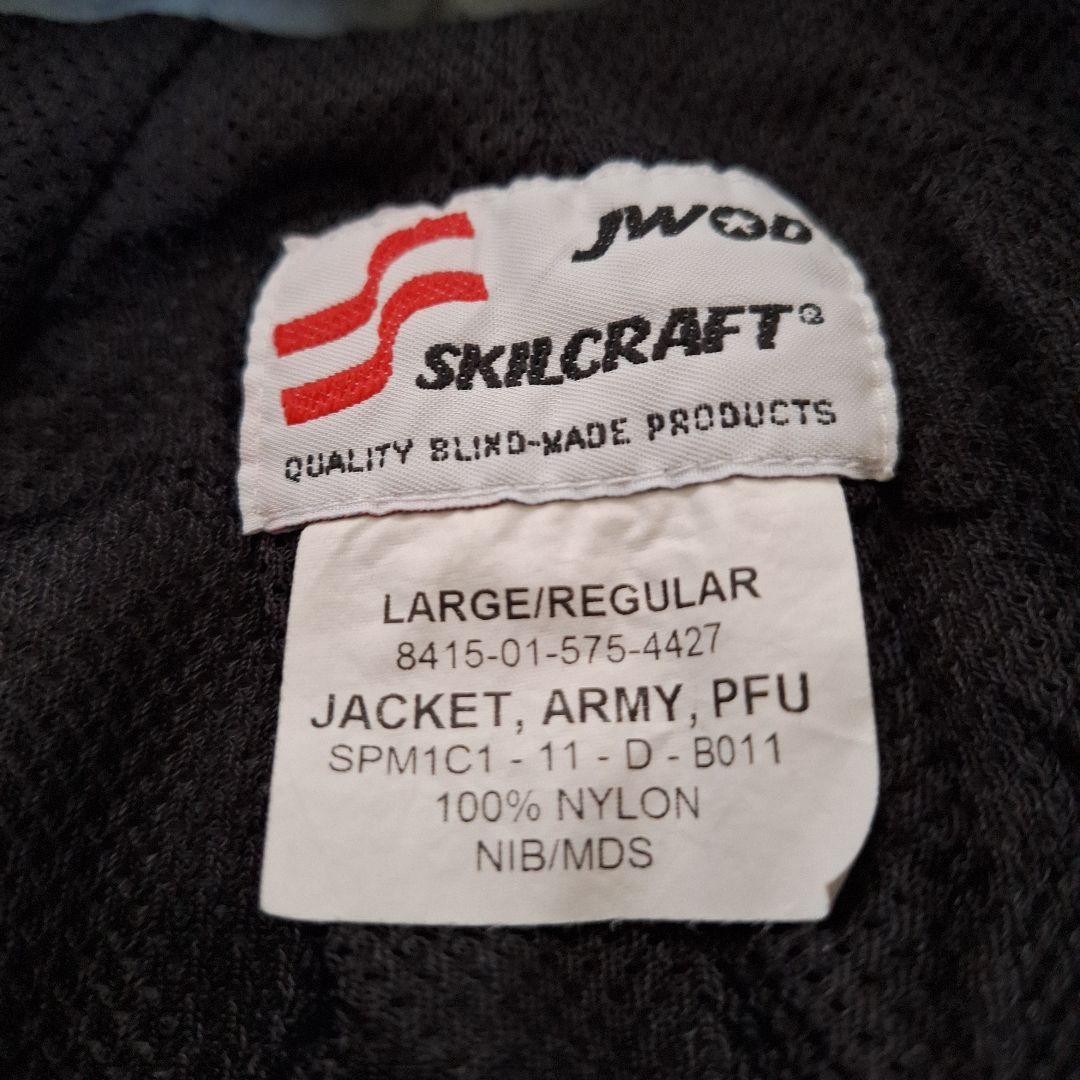 JWOD
SKILCRAFT®
QUALITY BLIND-MADE PRODUCTS
LARGE/REGULAR
8415-01-575-4427
JACKET, ARMY, PFU
SPM1C1 - 11 - D - B011
100% NYLON
NIB/MDS